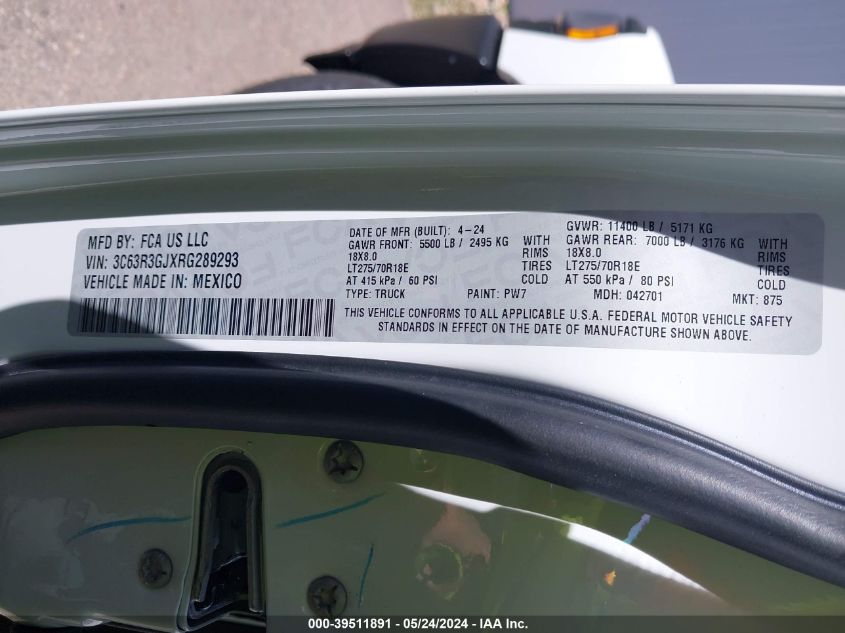 MFD BY: FCA US LLC
VIN: 3C63R3GJXRG289293
VEHICLE MADE IN: MEXICO
DATE OF MFR (BUILT): 4-24
GAWR FRONT: 5500 LB / 2495 KG WITH
18X8.0 RIMS
LT275/70R18E TIRES
AT 415 kPa / 60 PSI COLD
TYPE: TRUCK PAINT: PW7
GVWR: 11400 LB / 5171 KG
GAWR REAR: 7000 LB / 3176 KG WITH
18X8.0 RIMS
LT275/70R18E TIRES
AT 550 kPa / 80 PSI COLD
MDH: 042701 MKT: 875
THIS VEHICLE CONFORMS TO ALL APPLICABLE U.S.A. FEDERAL MOTOR VEHICLE SAFETY
STANDARDS IN EFFECT ON THE DATE OF MANUFACTURE SHOWN ABOVE.
000-39511891 - 05/24/2024 - IAA Inc.